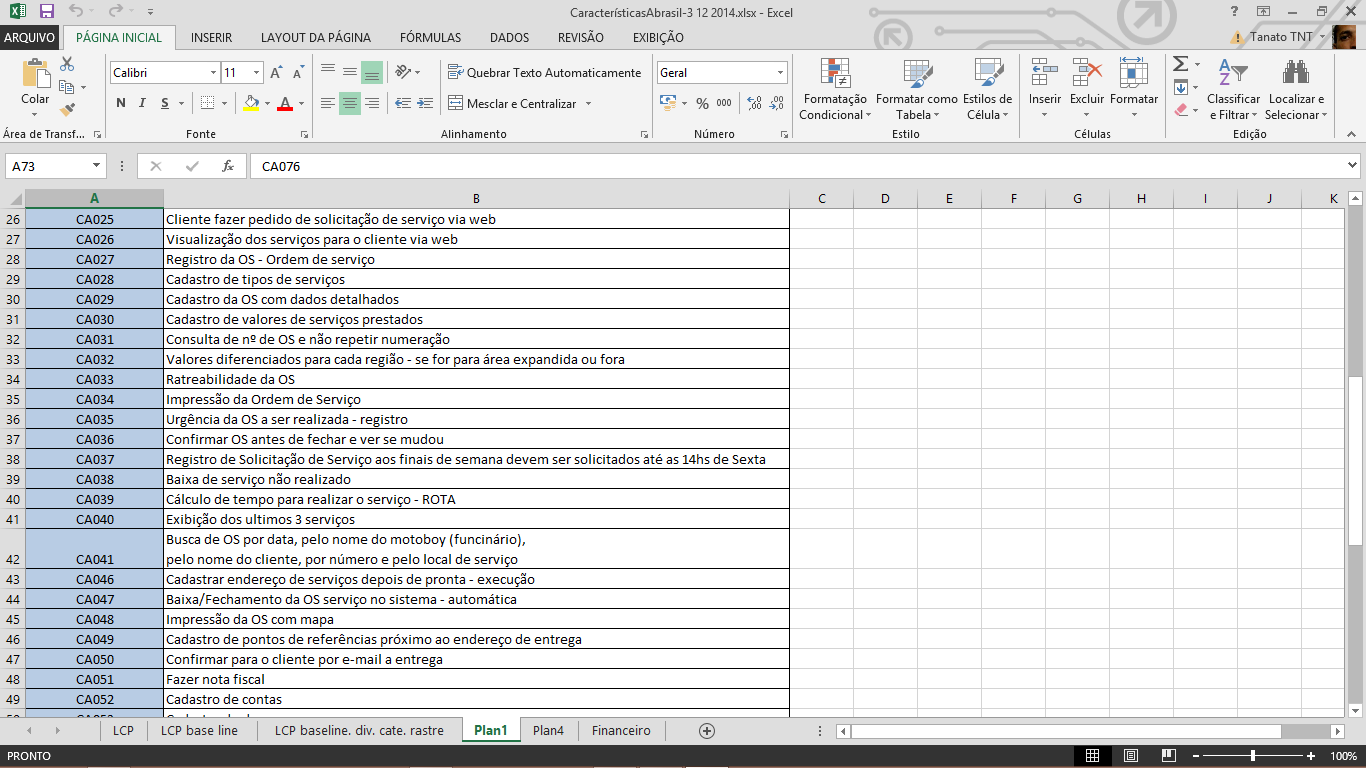 CaracterísticasAbrasil-3 12 2014.xlsx - Excel
?
ARQUIVO PÁGINA INICIAL INSERIR LAYOUT DA PÁGINA FÓRMULAS DADOS REVISÃO EXIBIÇÃO Tanato TNT
Colar
Calibri 11
N I S
Quebrar Texto Automaticamente
Mesclar e Centralizar
Geral
% 000
Formatação Condicional
Formatar como Tabela
Estilos de Célula
Inserir Excluir Formatar
Classificar e Filtrar
Localizar e Selecionar
Área de Transf... Fonte Alinhamento Número Estilo Células Edição
A73 fx CA076
A B C D E F G H I J K
26 CA025 Cliente fazer pedido de solicitação de serviço via web
27 CA026 Visualização dos serviços para o cliente via web
28 CA027 Registro da OS - Ordem de serviço
29 CA028 Cadastro de tipos de serviços
30 CA029 Cadastro da OS com dados detalhados
31 CA030 Cadastro de valores de serviços prestados
32 CA031 Consulta de nº de OS e não repetir numeração
33 CA032 Valores diferenciados para cada região - se for para área expandida ou fora
34 CA033 Ratreabilidade da OS
35 CA034 Impressão da Ordem de Serviço
36 CA035 Urgência da OS a ser realizada - registro
37 CA036 Confirmar OS antes de fechar e ver se mudou
38 CA037 Registro de Solicitação de Serviço aos finais de semana devem ser solicitados até as 14hs de Sexta
39 CA038 Baixa de serviço não realizado
40 CA039 Cálculo de tempo para realizar o serviço - ROTA
41 CA040 Exibição dos ultimos 3 serviços
Busca de OS por data, pelo nome do motoboy (funcinário),
42 CA041 pelo nome do cliente, por número e pelo local de serviço
43 CA046 Cadastrar endereço de serviços depois de pronta - execução
44 CA047 Baixa/Fechamento da OS serviço no sistema - automática
45 CA048 Impressão da OS com mapa
46 CA049 Cadastro de pontos de referências próximo ao endereço de entrega
47 CA050 Confirmar para o cliente por e-mail a entrega
48 CA051 Fazer nota fiscal
49 CA052 Cadastro de contas
LCP LCP base line LCP baseline. div. cate. rastre Plan1 Plan4 Financeiro
PRONTO 100%